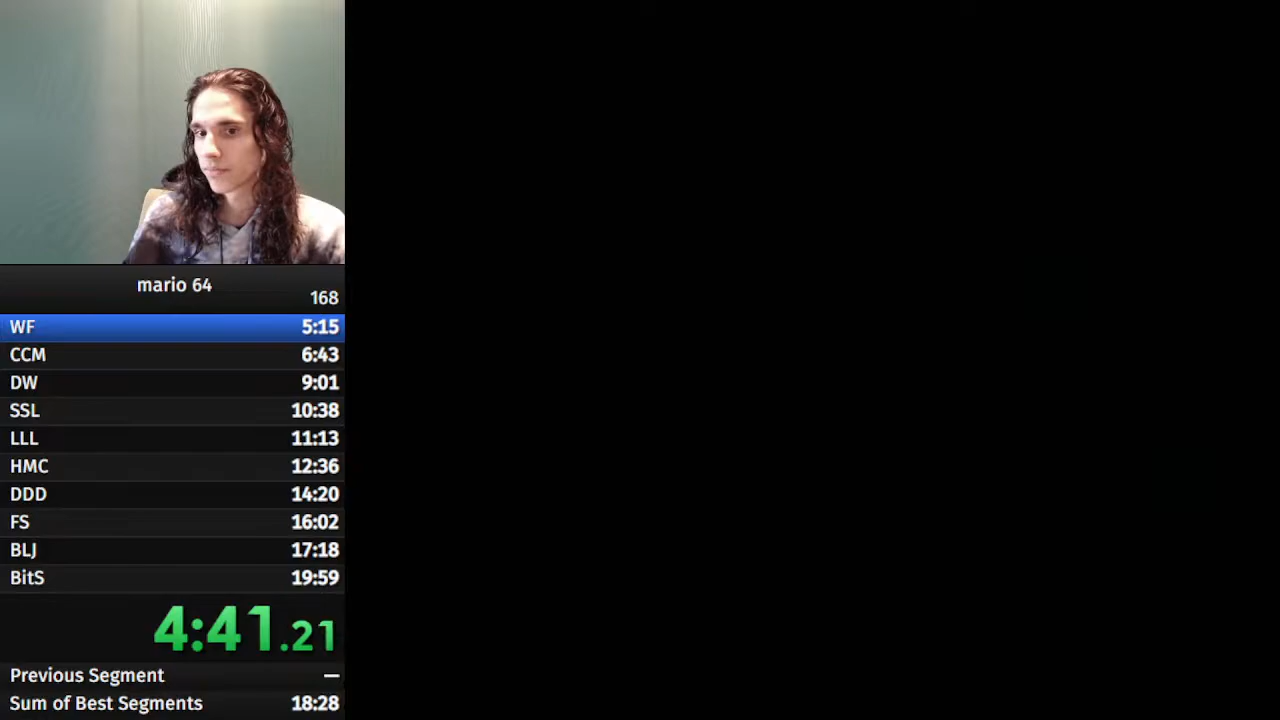 mario 64
168
WF 5:15
CCM 6:43
DW 9:01
SSL 10:38
LLL 11:13
HMC 12:36
DDD 14:20
FS 16:02
BLJ 17:18
BitS 19:59
4:41.21
Previous Segment —
Sum of Best Segments 18:28